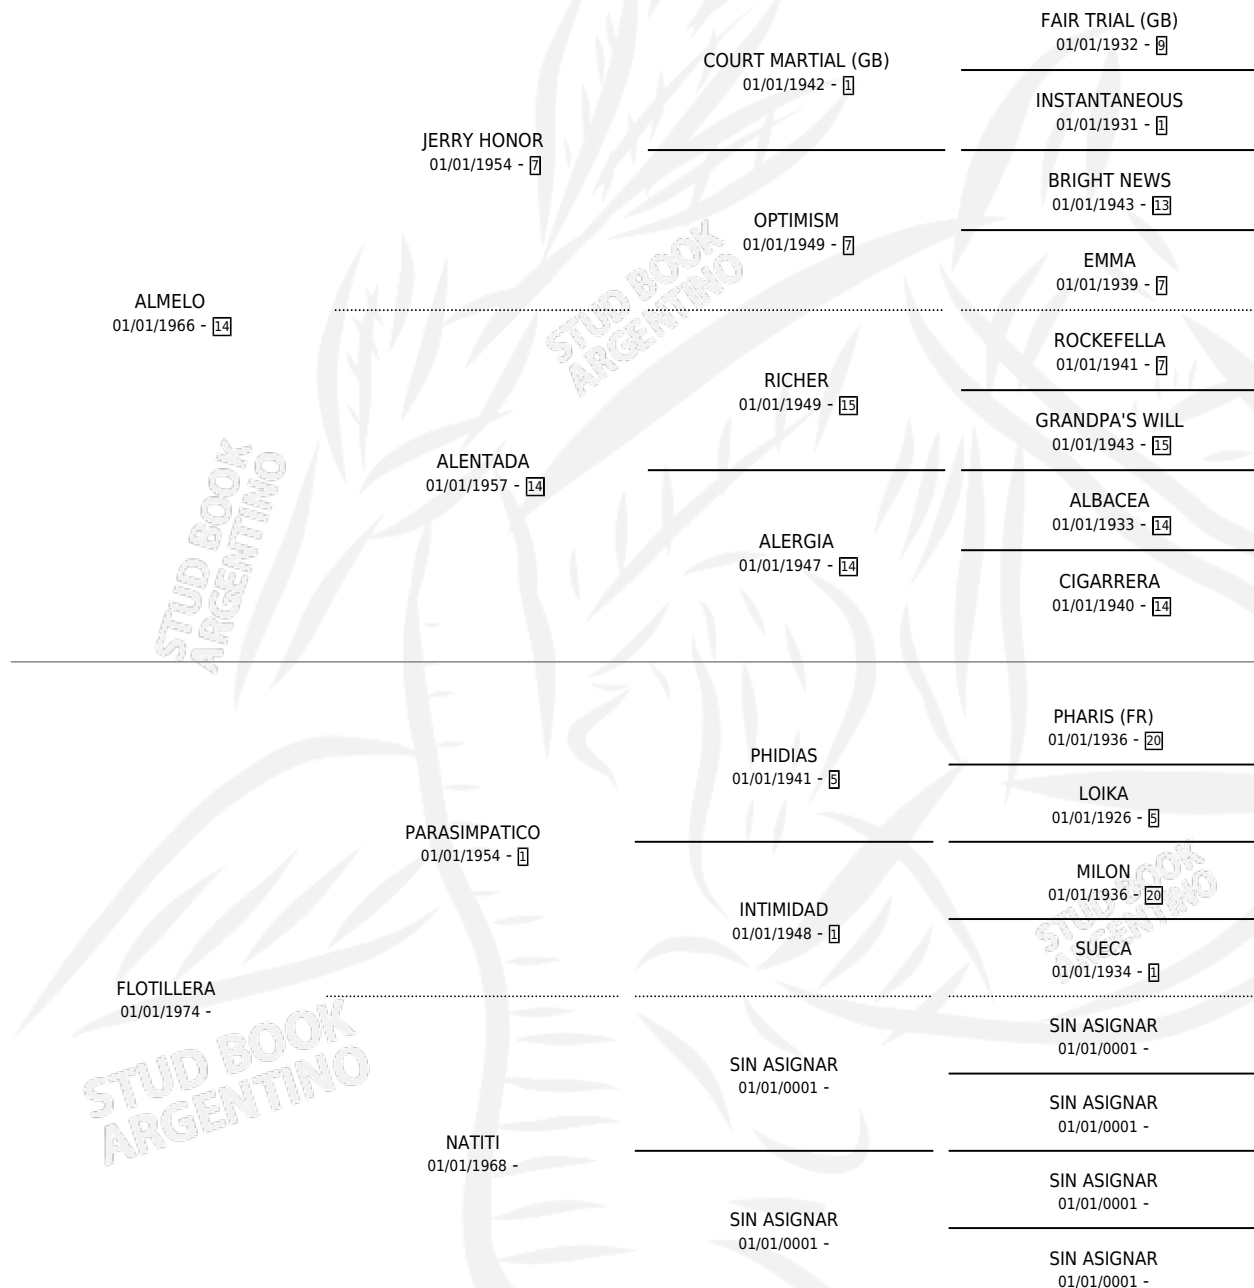 FAIR TRIAL (GB)
01/01/1932 - 9
COURT MARTIAL (GB)
01/01/1942 - 1
INSTANTANEOUS
01/01/1931 - 1
JERRY HONOR
01/01/1954 - 7
BRIGHT NEWS
01/01/1943 - 13
OPTIMISM
01/01/1949 - 7
EMMA
01/01/1939 - 7
ALMELO
01/01/1966 - 14
ROCKEFELLA
01/01/1941 - 7
RICHER
01/01/1949 - 15
GRANDPA'S WILL
01/01/1943 - 15
ALENTADA
01/01/1957 - 14
ALBACEA
01/01/1933 - 14
ALERGIA
01/01/1947 - 14
CIGARRERA
01/01/1940 - 14
PHARIS (FR)
01/01/1936 - 20
PHIDIAS
01/01/1941 - 5
LOIKA
01/01/1926 - 5
PARASIMPATICO
01/01/1954 - 1
MILON
01/01/1936 - 20
INTIMIDAD
01/01/1948 - 1
SUECA
01/01/1934 - 1
FLOTILLERA
01/01/1974 -
SIN ASIGNAR
01/01/0001 -
SIN ASIGNAR
01/01/0001 -
SIN ASIGNAR
01/01/0001 -
NATITI
01/01/1968 -
SIN ASIGNAR
01/01/0001 -
SIN ASIGNAR
01/01/0001 -
SIN ASIGNAR
01/01/0001 -
STUD BOOK
ARGENTINO
STUD BOOK
ARGENTINO
STUD BOOK
ARGENTINO
STUD BOOK
ARGENTINO